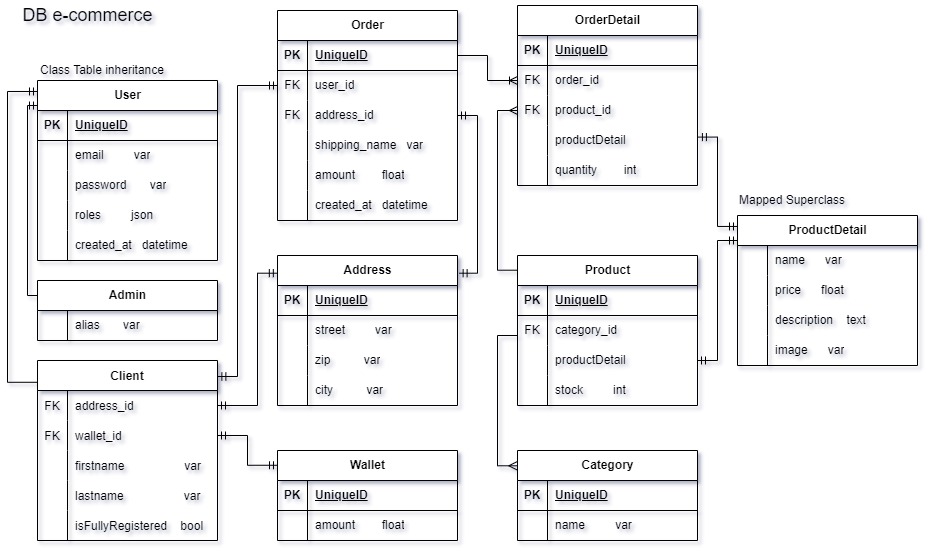 DB e-commerce
Class Table inheritance
User
PK UniqueID
email var
password var
roles json
created_at datetime
Admin
alias var
Client
FK address_id
FK wallet_id
firstname var
lastname var
isFullyRegistered bool
Order
PK UniqueID
FK user_id
FK address_id
shipping_name var
amount float
created_at datetime
Address
PK UniqueID
street var
zip var
city var
Wallet
PK UniqueID
amount float
OrderDetail
PK UniqueID
FK order_id
FK product_id
productDetail
quantity int
Product
PK UniqueID
FK category_id
productDetail
stock int
Category
PK UniqueID
name var
Mapped Superclass
ProductDetail
name var
price float
description text
image var